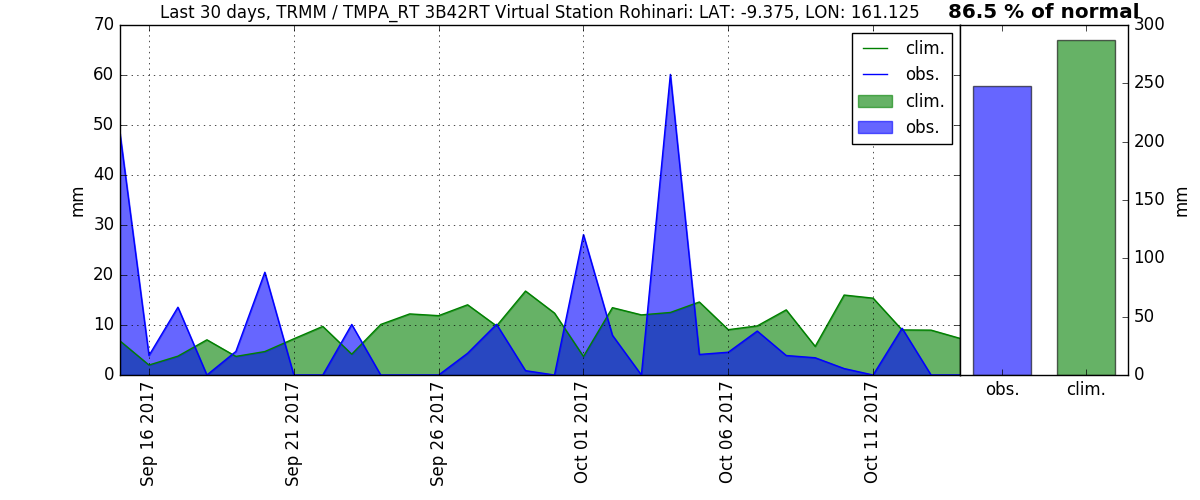 Last 30 days, TRMM / TMPA_RT 3B42RT Virtual Station Rohinari: LAT: -9.375, LON: 161.125
86.5 % of normal
70
60
50
40
30
20
10
0
mm
clim.
obs.
clim.
obs.
Sep 16 2017
Sep 21 2017
Sep 26 2017
Oct 01 2017
Oct 06 2017
Oct 11 2017
300
250
200
150
100
50
0
mm
obs.
clim.